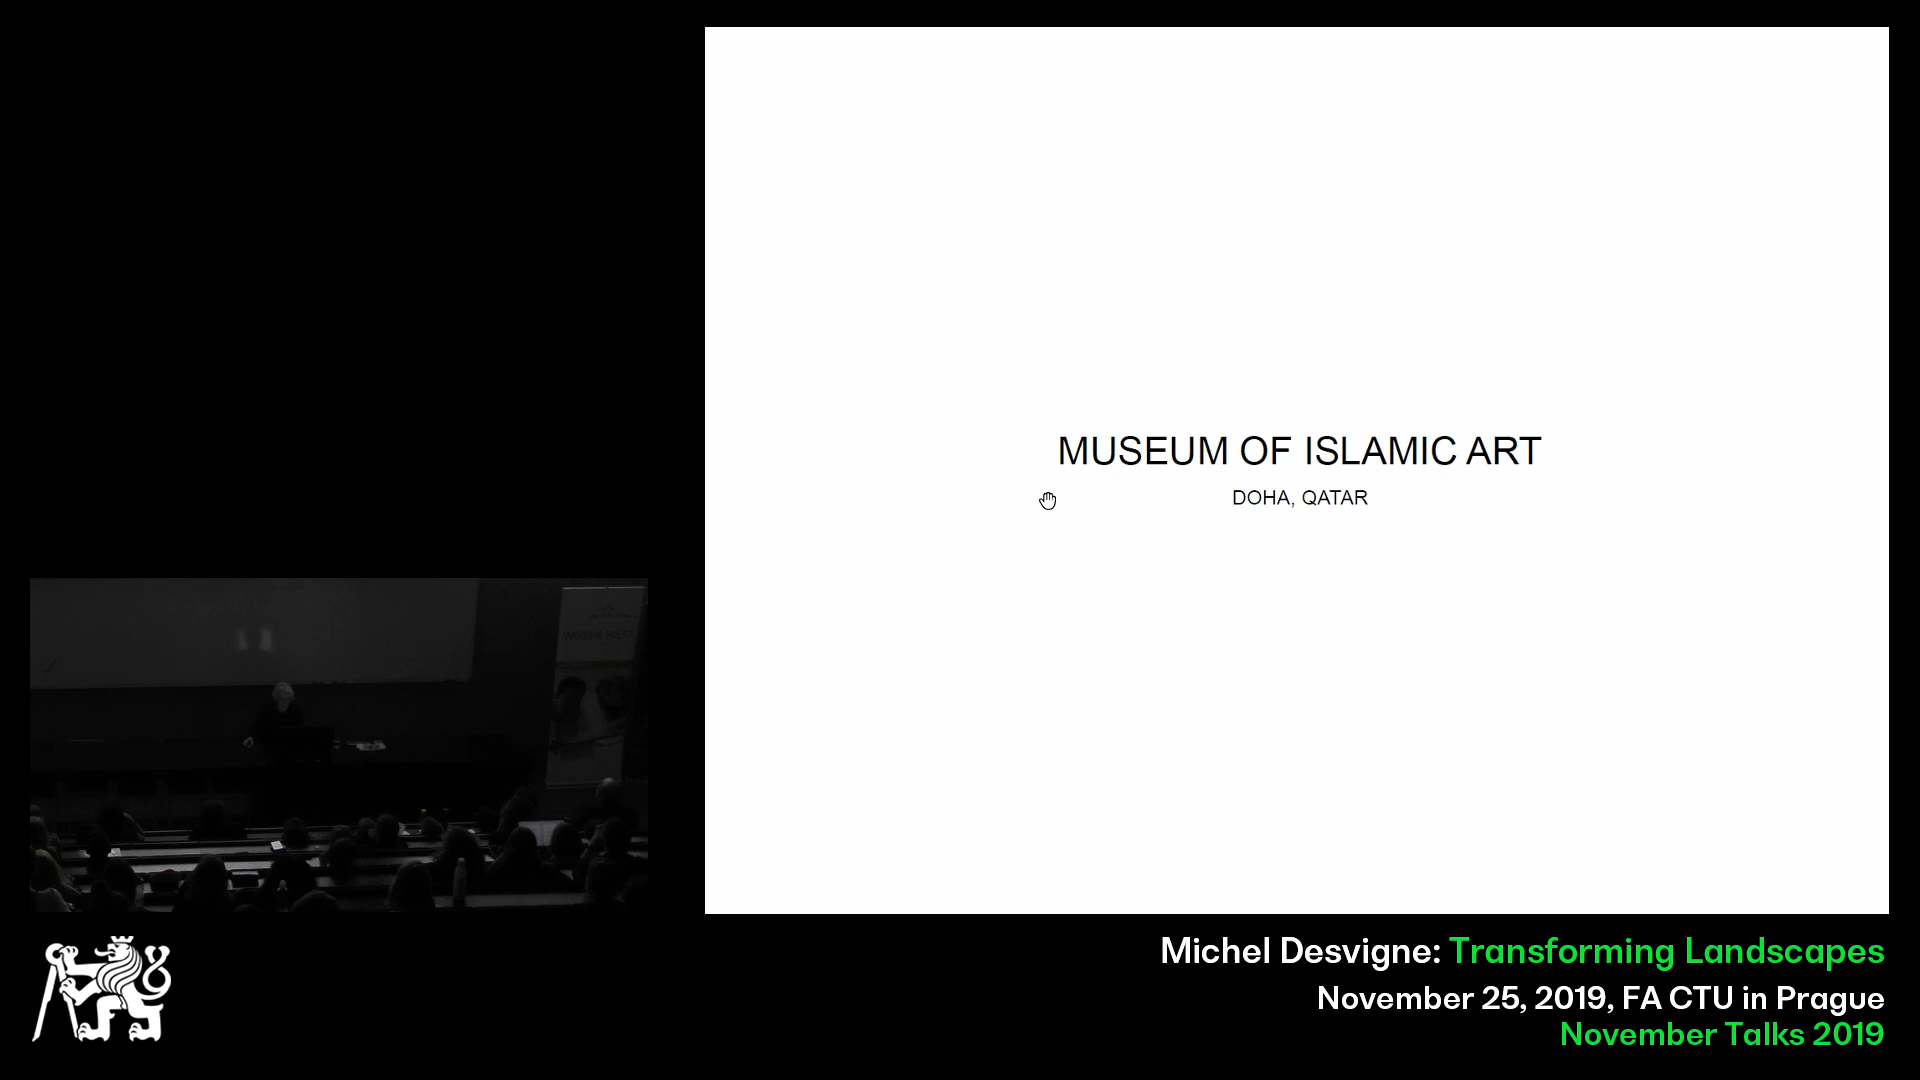 MUSEUM OF ISLAMIC ART
DOHA, QATAR
Michel Desvigne: Transforming Landscapes
November 25, 2019, FA CTU in Prague
November Talks 2019